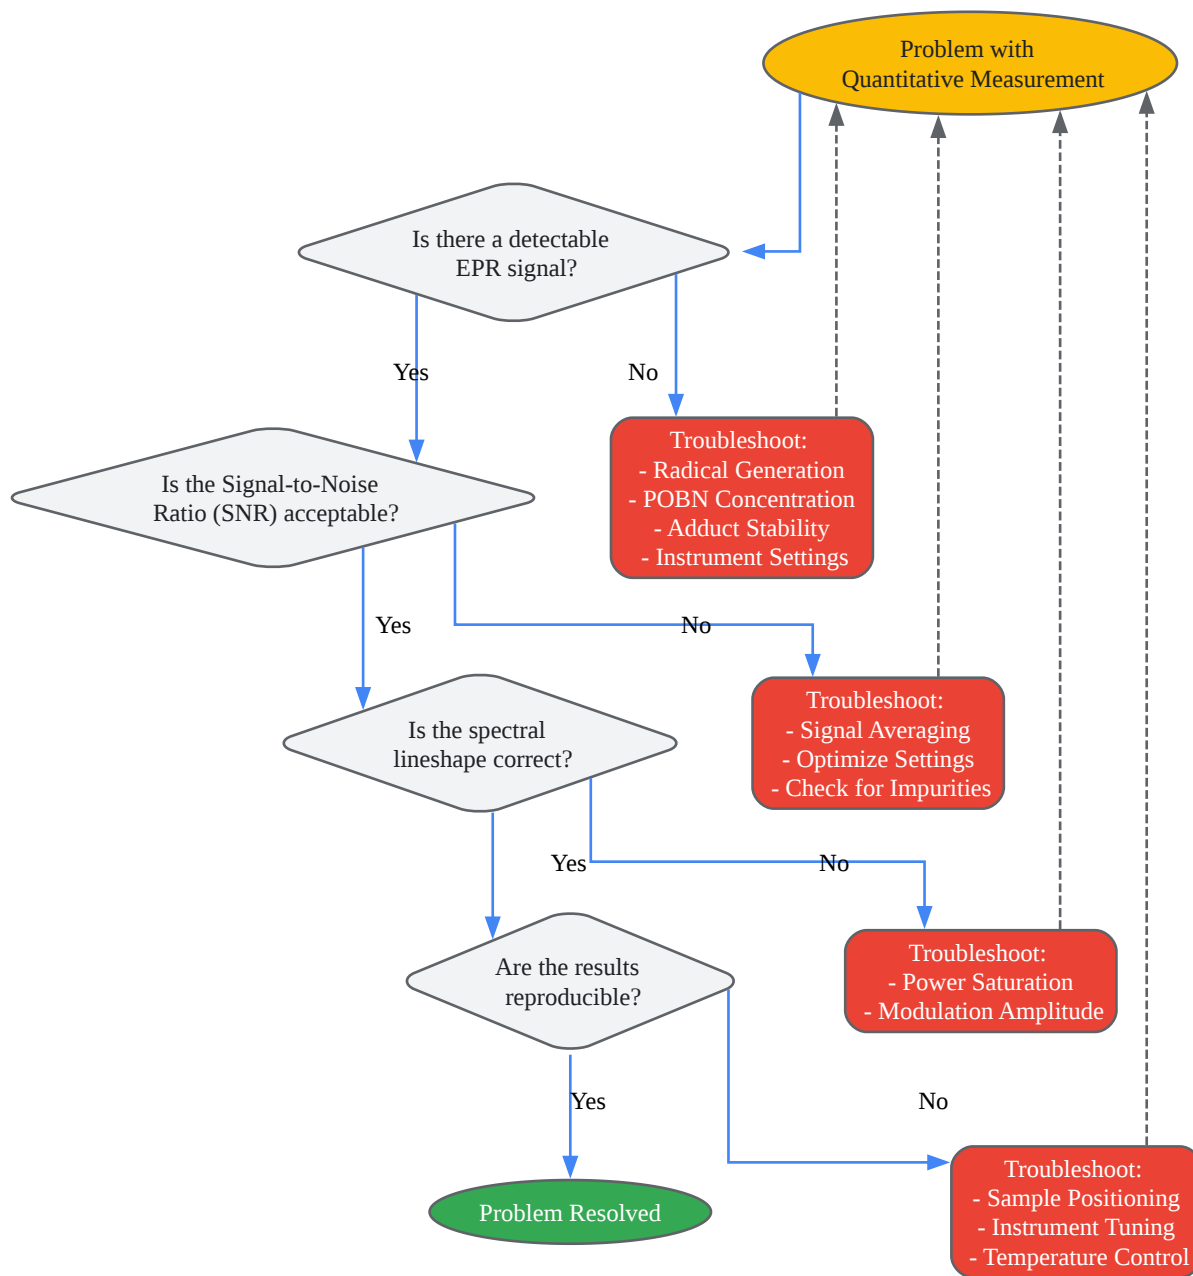 Problem with
Quantitative Measurement
Is there a detectable
EPR signal?
Yes
No
Troubleshoot:
- Radical Generation
- POBN Concentration
- Adduct Stability
- Instrument Settings
Is the Signal-to-Noise
Ratio (SNR) acceptable?
Yes
No
Troubleshoot:
- Signal Averaging
- Optimize Settings
- Check for Impurities
Is the spectral
lineshape correct?
Yes
No
Troubleshoot:
- Power Saturation
- Modulation Amplitude
Are the results
reproducible?
Yes
No
Troubleshoot:
- Sample Positioning
- Instrument Tuning
- Temperature Control
Problem Resolved